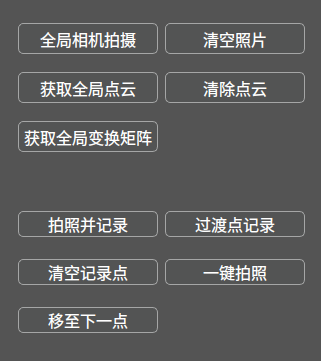 全局相机拍摄
清空照片
获取全局点云
清除点云
获取全局变换矩阵
拍照并记录
过渡点记录
清空记录点
一键拍照
移至下一点